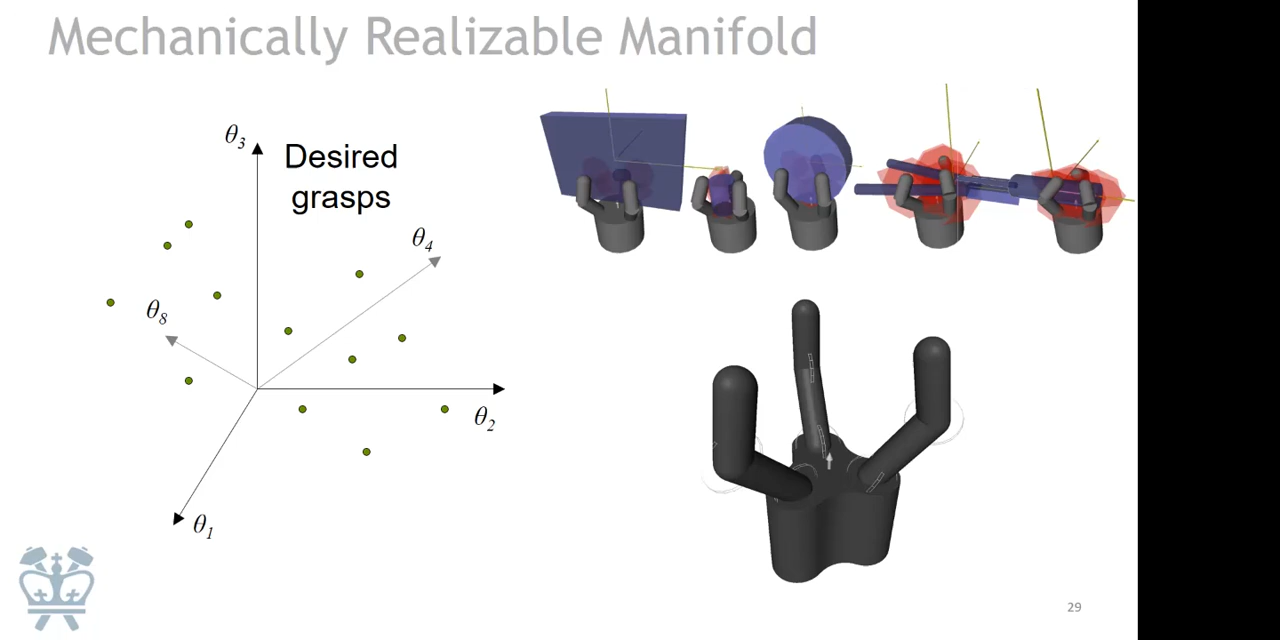 Mechanically Realizable Manifold
θ3
Desired
grasps
θ4
θ8
θ2
θ1
29